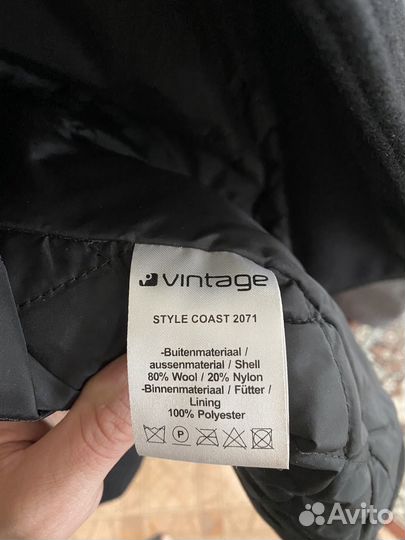 vintage
STYLE COAST 2071
-Buitenmateriaal /
aussenmaterial / Shell
80% Wool / 20% Nylon
-Binnenmateriaal / Fütter /
Lining
100% Polyester
P
Avito